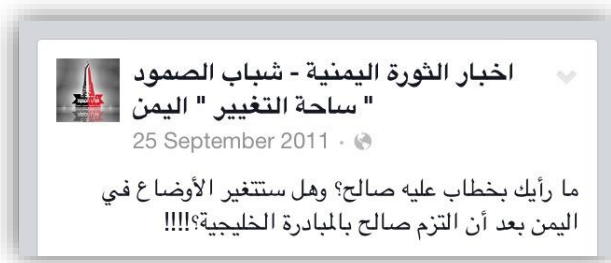 اخبار الثورة اليمنية - شباب الصمود
" ساحة التغيير " اليمن
25 September 2011 ·
ما رأيك بخطاب عليه صالح؟ وهل ستتغير الأوضاع في
اليمن بعد أن التزم صالح بالمبادرة الخليجية؟!!!!